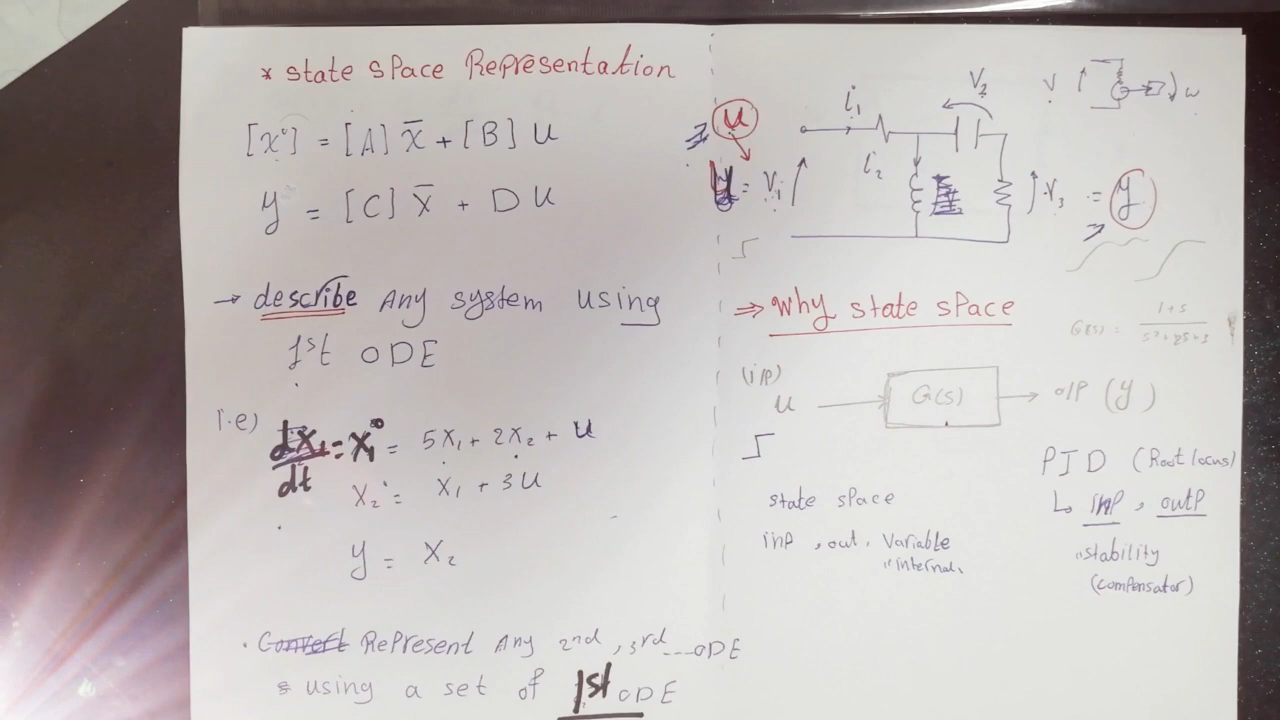 * state space Representation
[x°] = [A] x̄ + [B] u
y = [C] x̄ + D u
→ describe Any system using
1st ODE
i.e) dx₁/dt = x₁° = 5x₁ + 2x₂ + u
x₂° = x₁ + 3u
y = x₂
. Convert Represent Any 2nd, 3rd ---ODE
using a set of 1st ODE
u
= V₁
i₁
i₂
V₂
V₃ = y
V
ω
⇒ why state space
G(s) = 1+s / s²+8s+3
(i/p)
u → G(s) → o/p (y)
state space
inp, out, Variable
"internal"
PID (Root locus)
↳ inp, outp
"stability
(compensator)